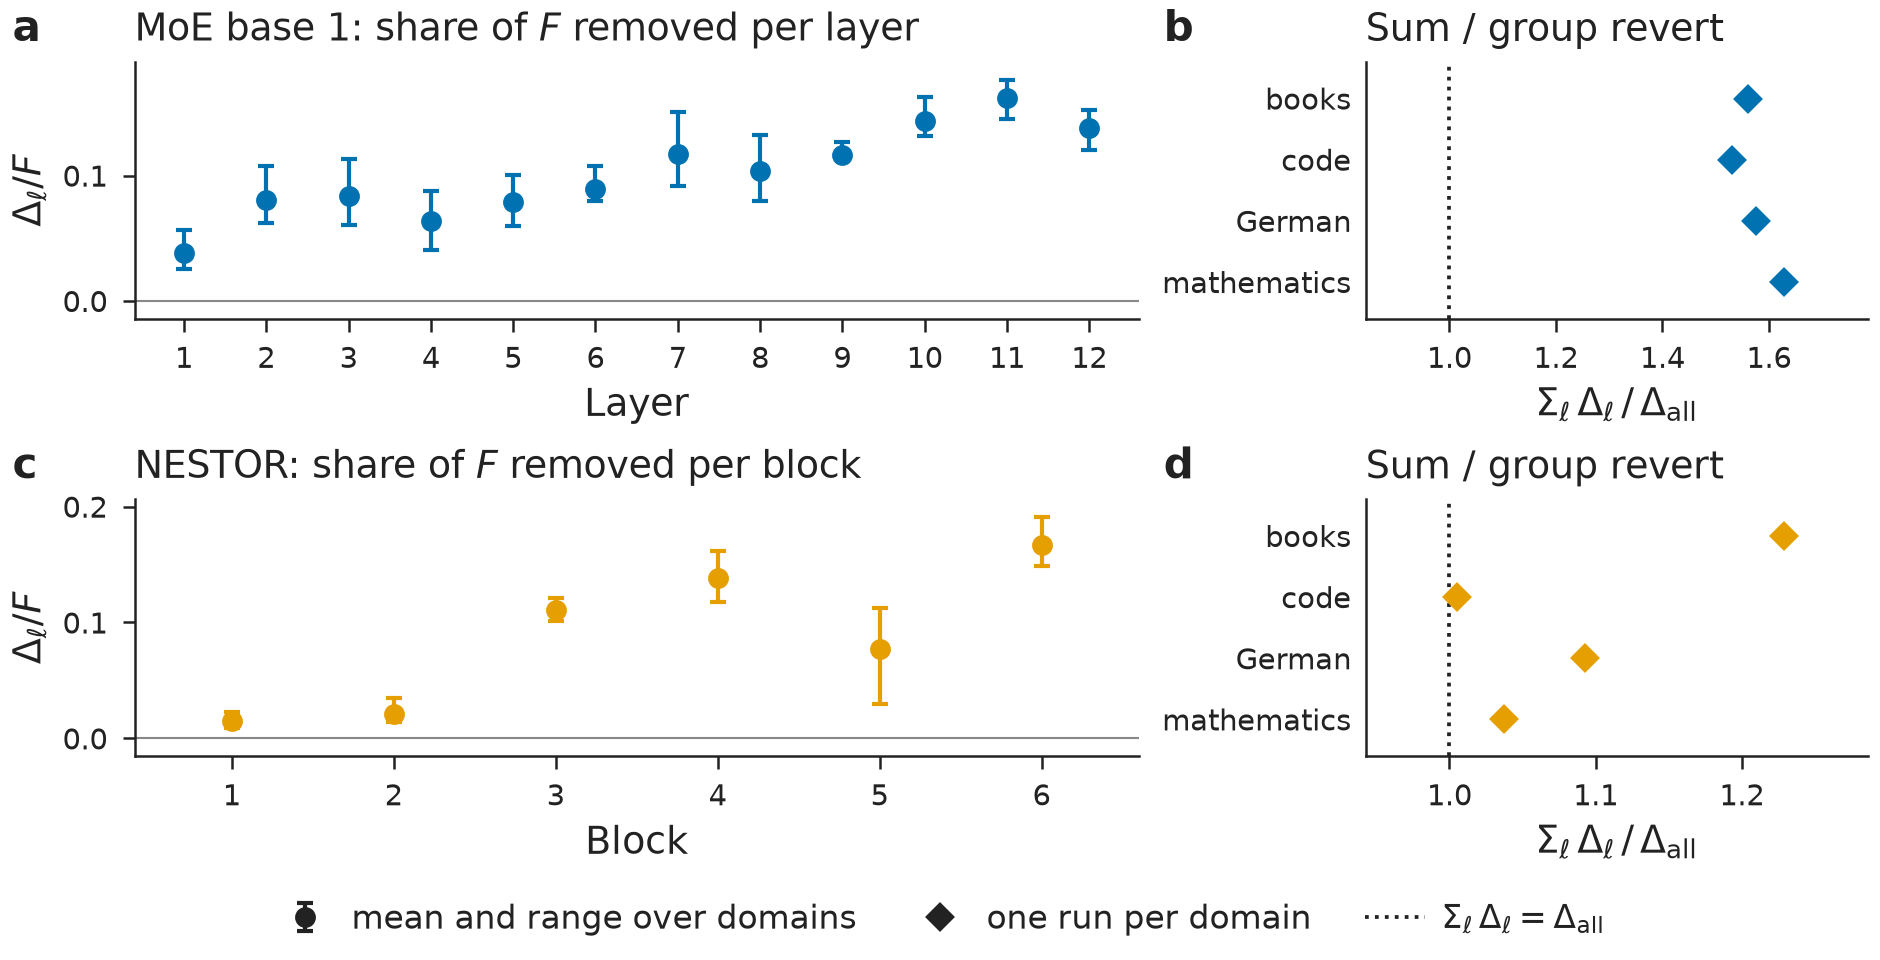 a MoE base 1: share of F removed per layer
Δℓ/F
0.1
0.0
1 2 3 4 5 6 7 8 9 10 11 12
Layer
b Sum / group revert
books
code
German
mathematics
1.0 1.2 1.4 1.6
Σℓ Δℓ / Δall
c NESTOR: share of F removed per block
Δℓ/F
0.2
0.1
0.0
1 2 3 4 5 6
Block
d Sum / group revert
books
code
German
mathematics
1.0 1.1 1.2
Σℓ Δℓ / Δall
mean and range over domains
one run per domain
Σℓ Δℓ = Δall